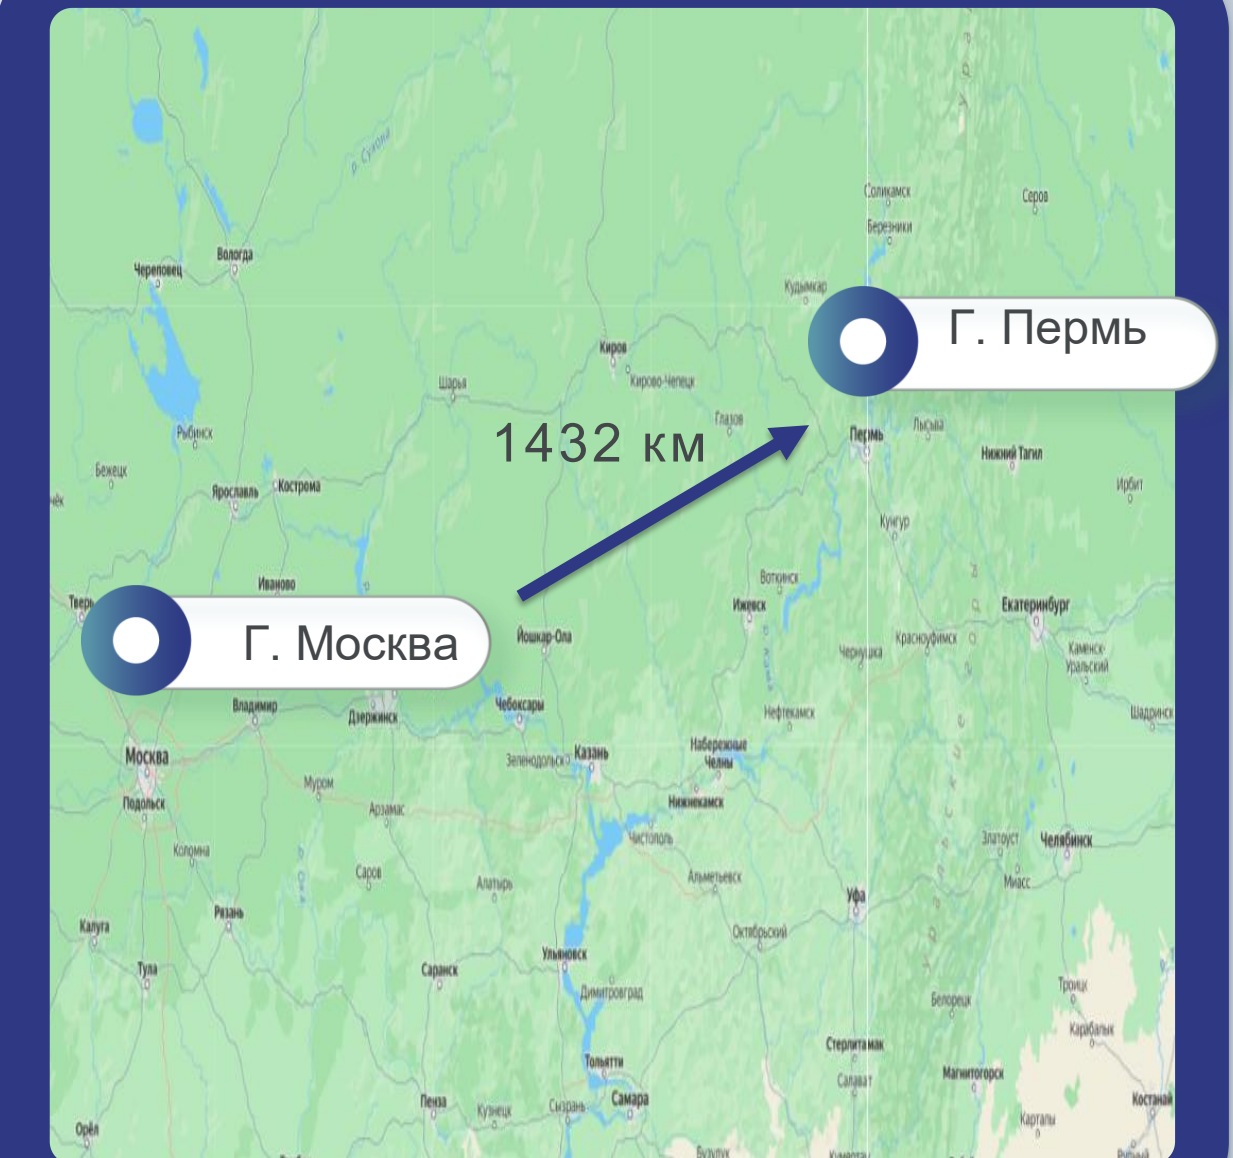 р. Сухона
Соликамск
Серов
Березники
Вологда
Череповец
Кудымкар
Г. Пермь
Киров
Кирово-Чепецк
Шарья
Глазов
Лысьва
1432 км
Рыбинск
Пермь
Нижний Тагил
Бежецк
Ярославль
Кострома
Ирбит
Кунгур
Воткинск
Иваново
Тверь
Ижевск
Екатеринбург
Г. Москва
Йошкар-Ола
Красноуфимск
Чернушка
Каменск-
Уральский
Владимир
Дзержинск
Чебоксары
Нефтекамск
Шадринск
Москва
Зеленодольск
Казань
Набережные
Челны
Муром
Подольск
Арзамас
Нижнекамск
Чистополь
Златоуст
Челябинск
Коломна
Саров
Алатырь
Альметьевск
Миасс
Уфа
Рязань
Калуга
Октябрьский
Ульяновск
Тула
Саранск
Димитровград
Белорецк
Троицк
Карабалык
Стерлитамак
Тольятти
Салават
Магнитогорск
Пенза
Кузнецк
Сызрань
Самара
Костанай
Орёл
Карталы
Бузулук
Кумертау